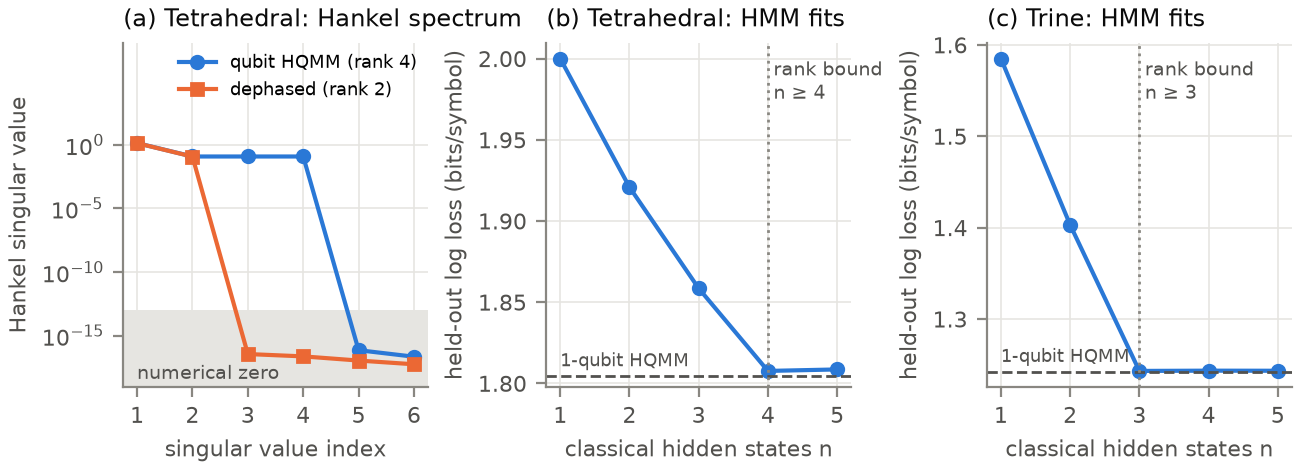 (a) Tetrahedral: Hankel spectrum
Hankel singular value
10^0
10^-5
10^-10
10^-15
qubit HQMM (rank 4)
dephased (rank 2)
numerical zero
1 2 3 4 5 6
singular value index
(b) Tetrahedral: HMM fits
held-out log loss (bits/symbol)
2.00
1.95
1.90
1.85
1.80
rank bound
n ≥ 4
1-qubit HQMM
1 2 3 4 5
classical hidden states n
(c) Trine: HMM fits
held-out log loss (bits/symbol)
1.6
1.5
1.4
1.3
rank bound
n ≥ 3
1-qubit HQMM
1 2 3 4 5
classical hidden states n